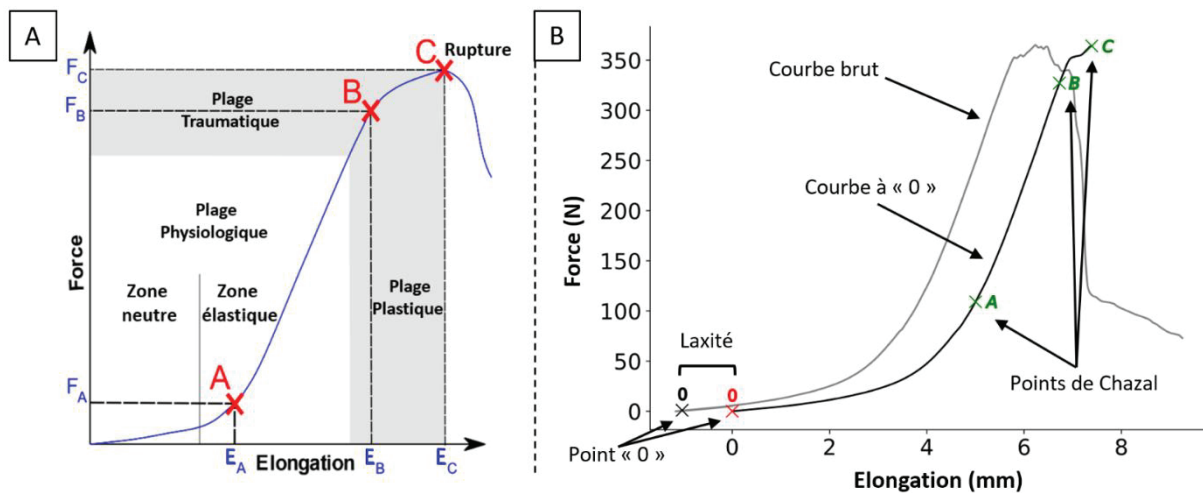 A
F_C
F_B
F_A
Force
C
Rupture
B
Plage
Traumatique
Plage
Physiologique
Zone
neutre
Zone
élastique
Plage
Plastique
A
E_A
Elongation
E_B
E_C
B
350
300
250
200
150
100
50
0
Force (N)
Courbe brut
Courbe à « 0 »
C
B
A
Laxité
0
0
Points de Chazal
Point « 0 »
0
2
4
6
8
Elongation (mm)